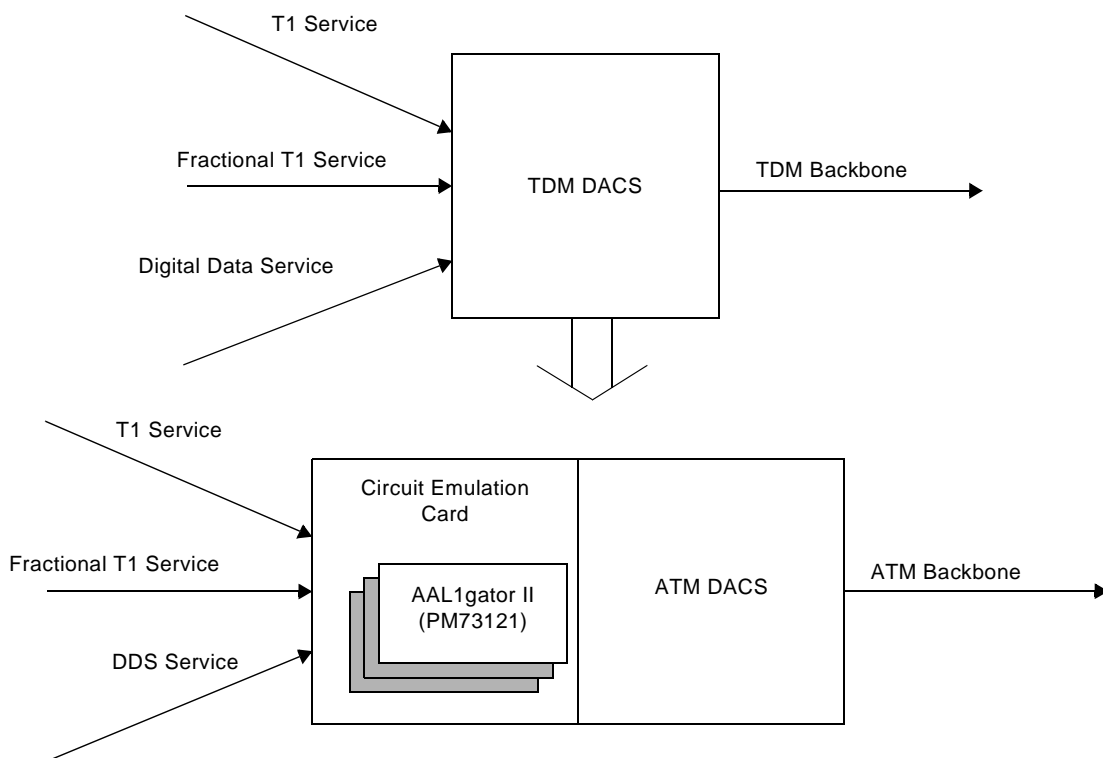 T1 Service
Fractional T1 Service
TDM DACS
TDM Backbone
Digital Data Service
T1 Service
Circuit Emulation
Card
Fractional T1 Service
AAL1gator II
(PM73121)
ATM DACS
ATM Backbone
DDS Service